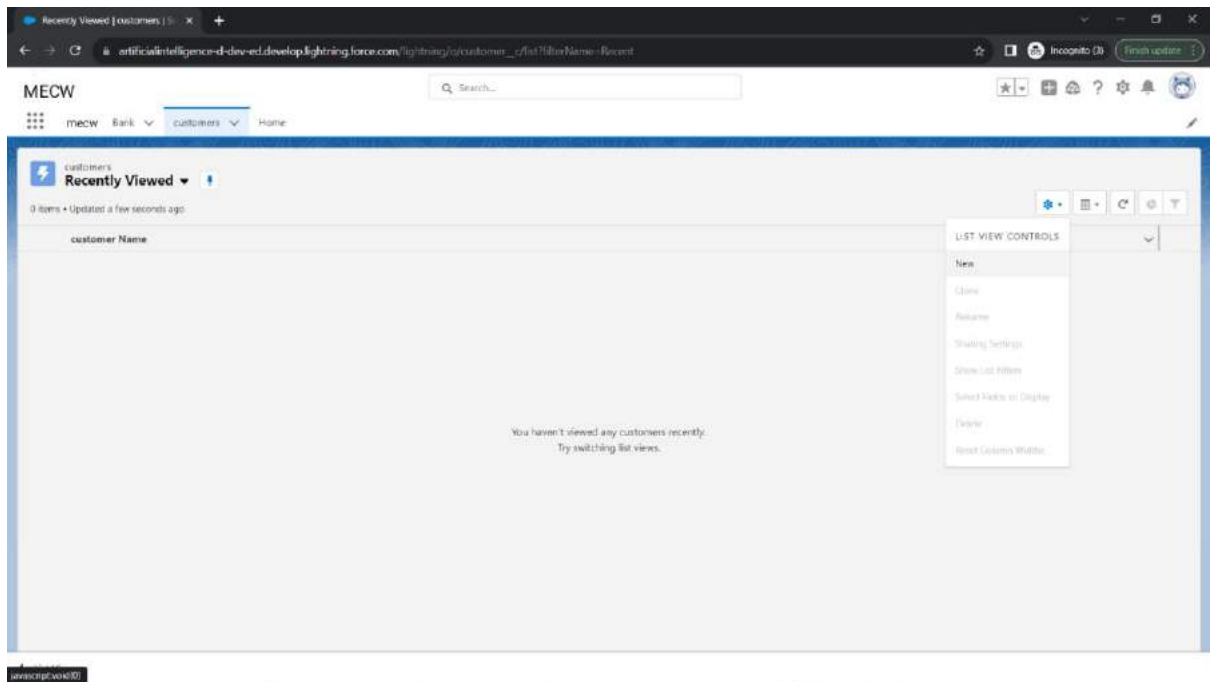 Recently Viewed | customers | S
artificialintelligence-d-dev-ed.develop.lightning.force.com/lightning/o/customer__c/list?filterName=Recent
Incognito (3)
Finish update
MECW
Search...
mecw Bank customers Home
customers
Recently Viewed
0 items • Updated a few seconds ago
customer Name
LIST VIEW CONTROLS
New
Clone
Rename
Sharing Settings
Show List Filters
Select Fields to Display
Delete
Reset Column Widths
You haven't viewed any customers recently.
Try switching list views.
javascript:void(0)